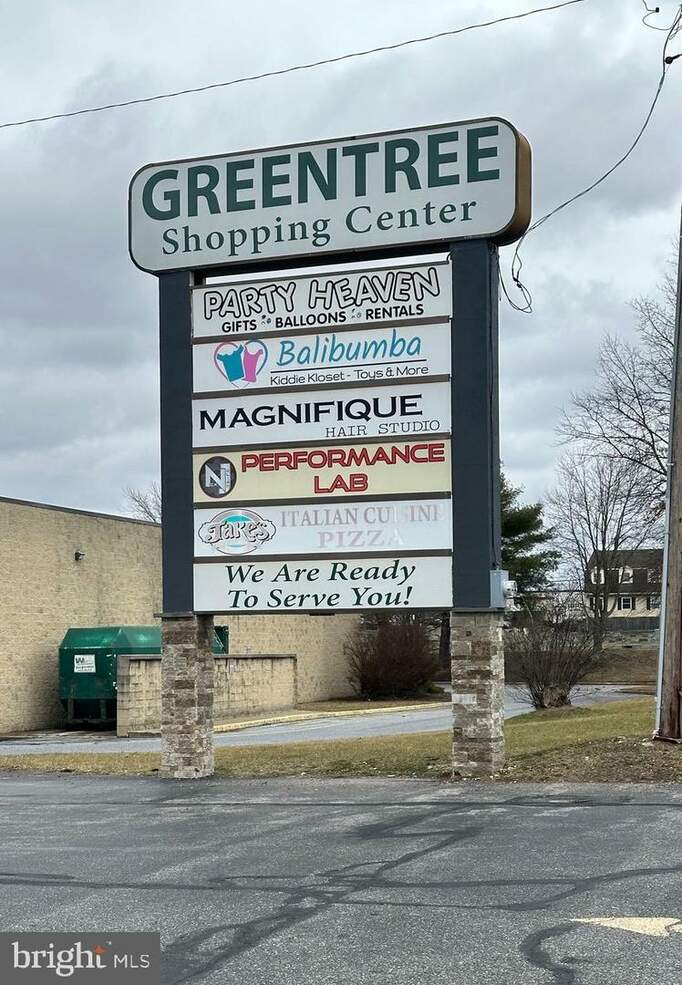 GREENTREE
Shopping Center
PARTY HEAVEN
GIFTS BALLOONS RENTALS
Balibumba
Kiddie Kloset - Toys & More
MAGNIFIQUE
HAIR STUDIO
N
PERFORMANCE
LAB
JAKE'S
ITALIAN CUISINE
PIZZA
We Are Ready
To Serve You!
WM
bright MLS